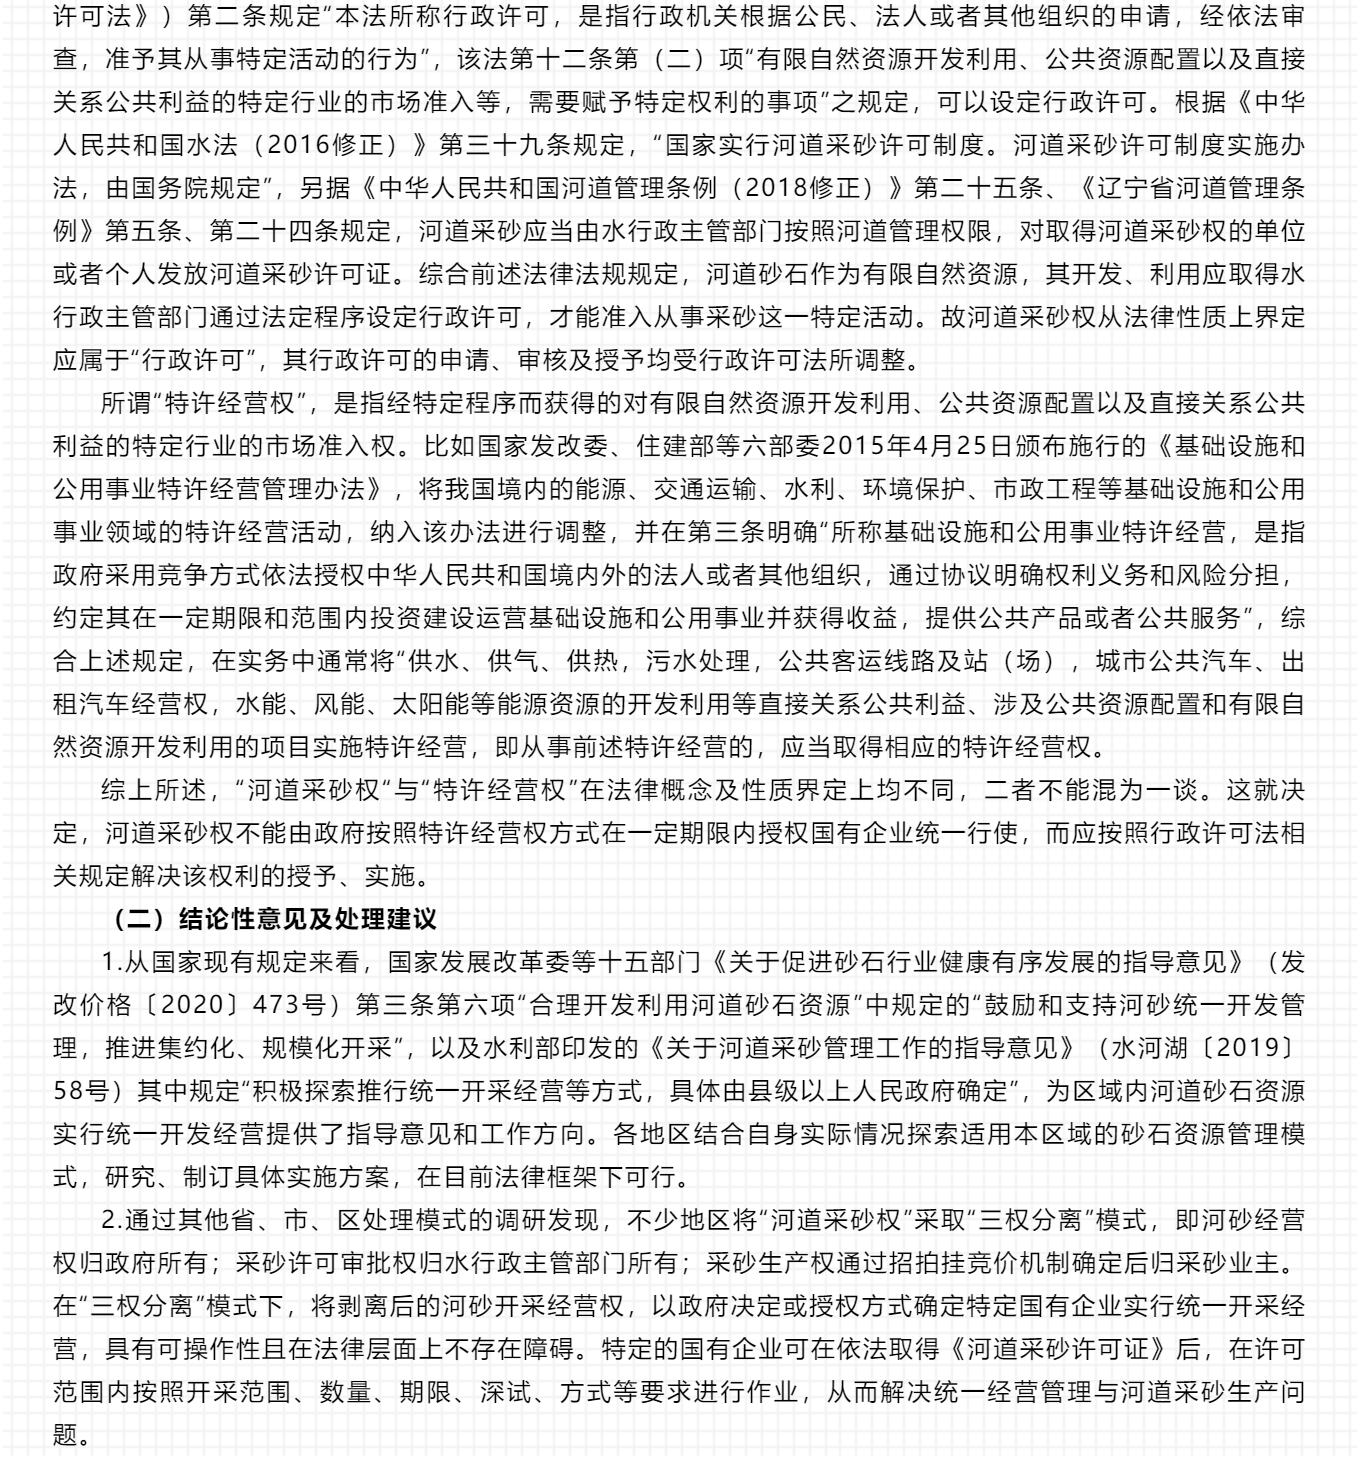 许可法》）第二条规定“本法所称行政许可，是指行政机关根据公民、法人或者其他组织的申请，经依法审
查，准予其从事特定活动的行为”，该法第十二条第（二）项“有限自然资源开发利用、公共资源配置以及直接
关系公共利益的特定行业的市场准入等，需要赋予特定权利的事项”之规定，可以设定行政许可。根据《中华
人民共和国水法（2016修正）》第三十九条规定，“国家实行河道采砂许可制度。河道采砂许可制度实施办
法，由国务院规定”，另据《中华人民共和国河道管理条例（2018修正）》第二十五条、《辽宁省河道管理条
例》第五条、第二十四条规定，河道采砂应当由水行政主管部门按照河道管理权限，对取得河道采砂权的单位
或者个人发放河道采砂许可证。综合前述法律法规规定，河道砂石作为有限自然资源，其开发、利用应取得水
行政主管部门通过法定程序设定行政许可，才能准入从事采砂这一特定活动。故河道采砂权从法律性质上界定
应属于“行政许可”，其行政许可的申请、审核及授予均受行政许可法所调整。
所谓“特许经营权”，是指经特定程序而获得的对有限自然资源开发利用、公共资源配置以及直接关系公共
利益的特定行业的市场准入权。比如国家发改委、住建部等六部委2015年4月25日颁布施行的《基础设施和
公用事业特许经营管理办法》，将我国境内的能源、交通运输、水利、环境保护、市政工程等基础设施和公用
事业领域的特许经营活动，纳入该办法进行调整，并在第三条明确“所称基础设施和公用事业特许经营，是指
政府采用竞争方式依法授权中华人民共和国境内外的法人或者其他组织，通过协议明确权利义务和风险分担，
约定其在一定期限和范围内投资建设运营基础设施和公用事业并获得收益，提供公共产品或者公共服务”，综
合上述规定，在实务中通常将“供水、供气、供热，污水处理，公共客运线路及站（场），城市公共汽车、出
租汽车经营权，水能、风能、太阳能等能源资源的开发利用等直接关系公共利益、涉及公共资源配置和有限自
然资源开发利用的项目实施特许经营，即从事前述特许经营的，应当取得相应的特许经营权。
综上所述，“河道采砂权“与“特许经营权”在法律概念及性质界定上均不同，二者不能混为一谈。这就决
定，河道采砂权不能由政府按照特许经营权方式在一定期限内授权国有企业统一行使，而应按照行政许可法相
关规定解决该权利的授予、实施。
（二）结论性意见及处理建议
1.从国家现有规定来看，国家发展改革委等十五部门《关于促进砂石行业健康有序发展的指导意见》（发
改价格〔2020〕473号）第三条第六项“合理开发利用河道砂石资源”中规定的“鼓励和支持河砂统一开发管
理，推进集约化、规模化开采”，以及水利部印发的《关于河道采砂管理工作的指导意见》（水河湖〔2019〕
58号）其中规定“积极探索推行统一开采经营等方式，具体由县级以上人民政府确定”，为区域内河道砂石资源
实行统一开发经营提供了指导意见和工作方向。各地区结合自身实际情况探索适用本区域的砂石资源管理模
式，研究、制订具体实施方案，在目前法律框架下可行。
2.通过其他省、市、区处理模式的调研发现，不少地区将“河道采砂权”采取“三权分离”模式，即河砂经营
权归政府所有；采砂许可审批权归水行政主管部门所有；采砂生产权通过招拍挂竞价机制确定后归采砂业主。
在“三权分离”模式下，将剥离后的河砂开采经营权，以政府决定或授权方式确定特定国有企业实行统一开采经
营，具有可操作性且在法律层面上不存在障碍。特定的国有企业可在依法取得《河道采砂许可证》后，在许可
范围内按照开采范围、数量、期限、深试、方式等要求进行作业，从而解决统一经营管理与河道采砂生产问
题。